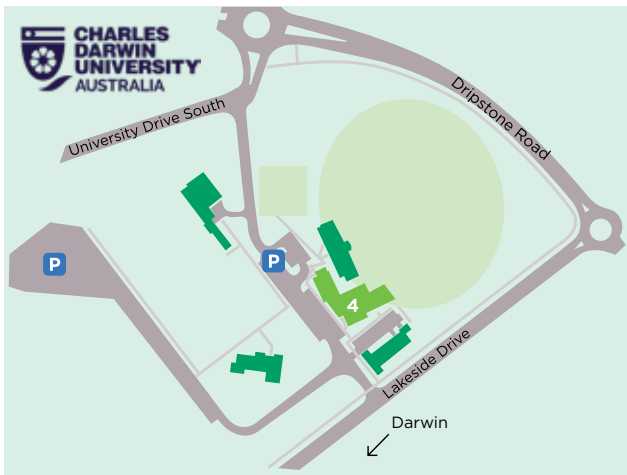 CHARLES
DARWIN
UNIVERSITY
AUSTRALIA
University Drive South
Dripstone Road
P
P
4
Lakeside Drive
Darwin